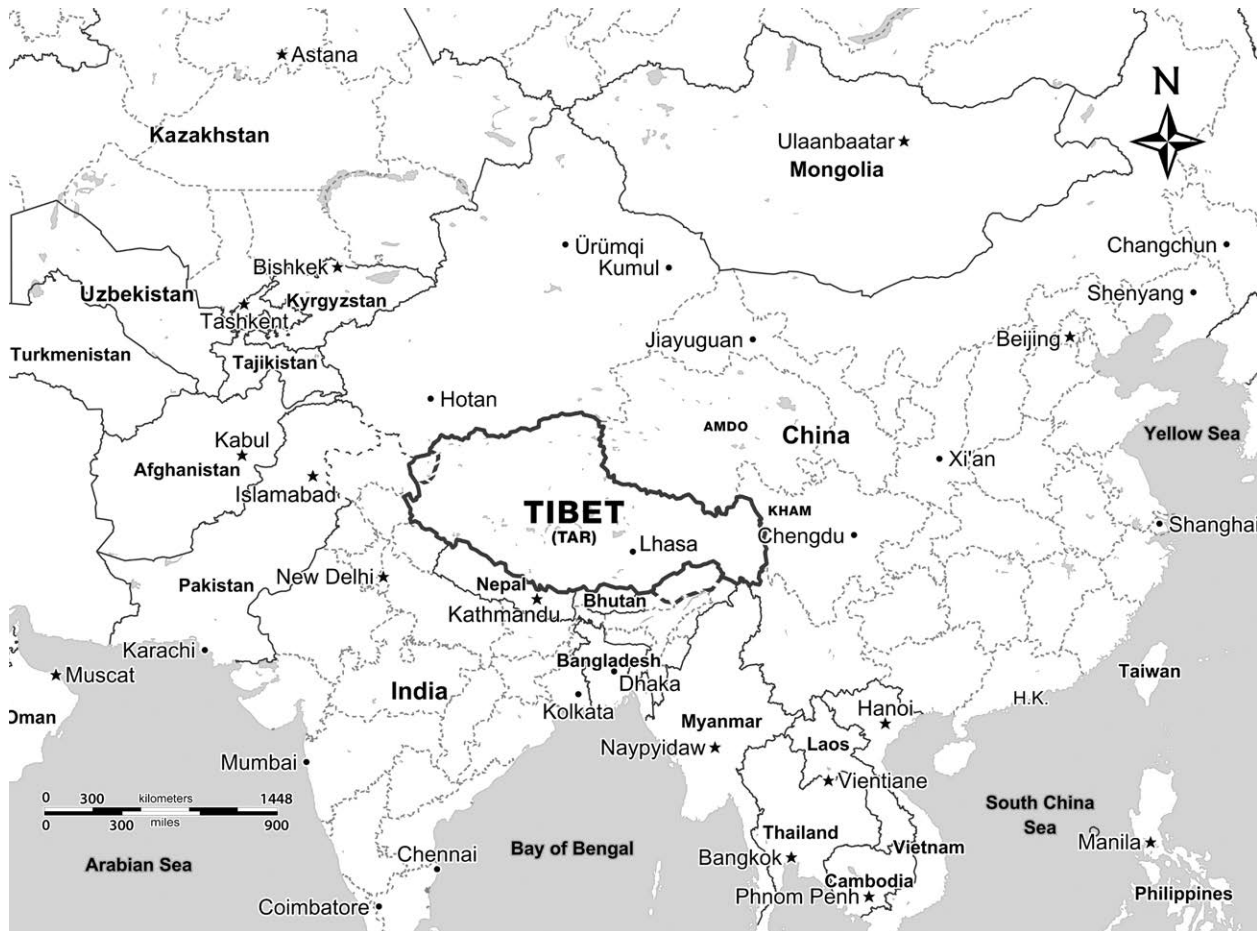 Astana
N
Kazakhstan
Ulaanbaatar
Mongolia
Ürümqi
Changchun
Bishkek
Kumul
Uzbekistan
Kyrgyzstan
Shenyang
Tashkent
Jiayuguan
Beijing
Turkmenistan
Tajikistan
Hotan
AMDO
China
Yellow Sea
Kabul
Afghanistan
Xi'an
Islamabad
TIBET
(TAR)
KHAM
Shanghai
Chengdu
Lhasa
New Delhi
Pakistan
Nepal
Bhutan
Kathmandu
Karachi
Bangladesh
Taiwan
Muscat
Dhaka
India
H.K.
Oman
Kolkata
Hanoi
Myanmar
Naypyidaw
Laos
Mumbai
Vientiane
0 300 kilometers 1448
0 300 miles 900
South China
Sea
Thailand
Manila
Vietnam
Bay of Bengal
Chennai
Bangkok
Arabian Sea
Cambodia
Phnom Penh
Philippines
Coimbatore